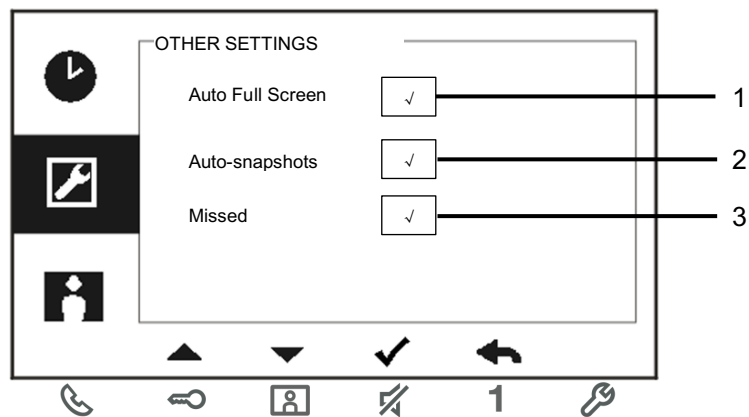 OTHER SETTINGS
Auto Full Screen √ 1
Auto-snapshots √ 2
Missed √ 3
1